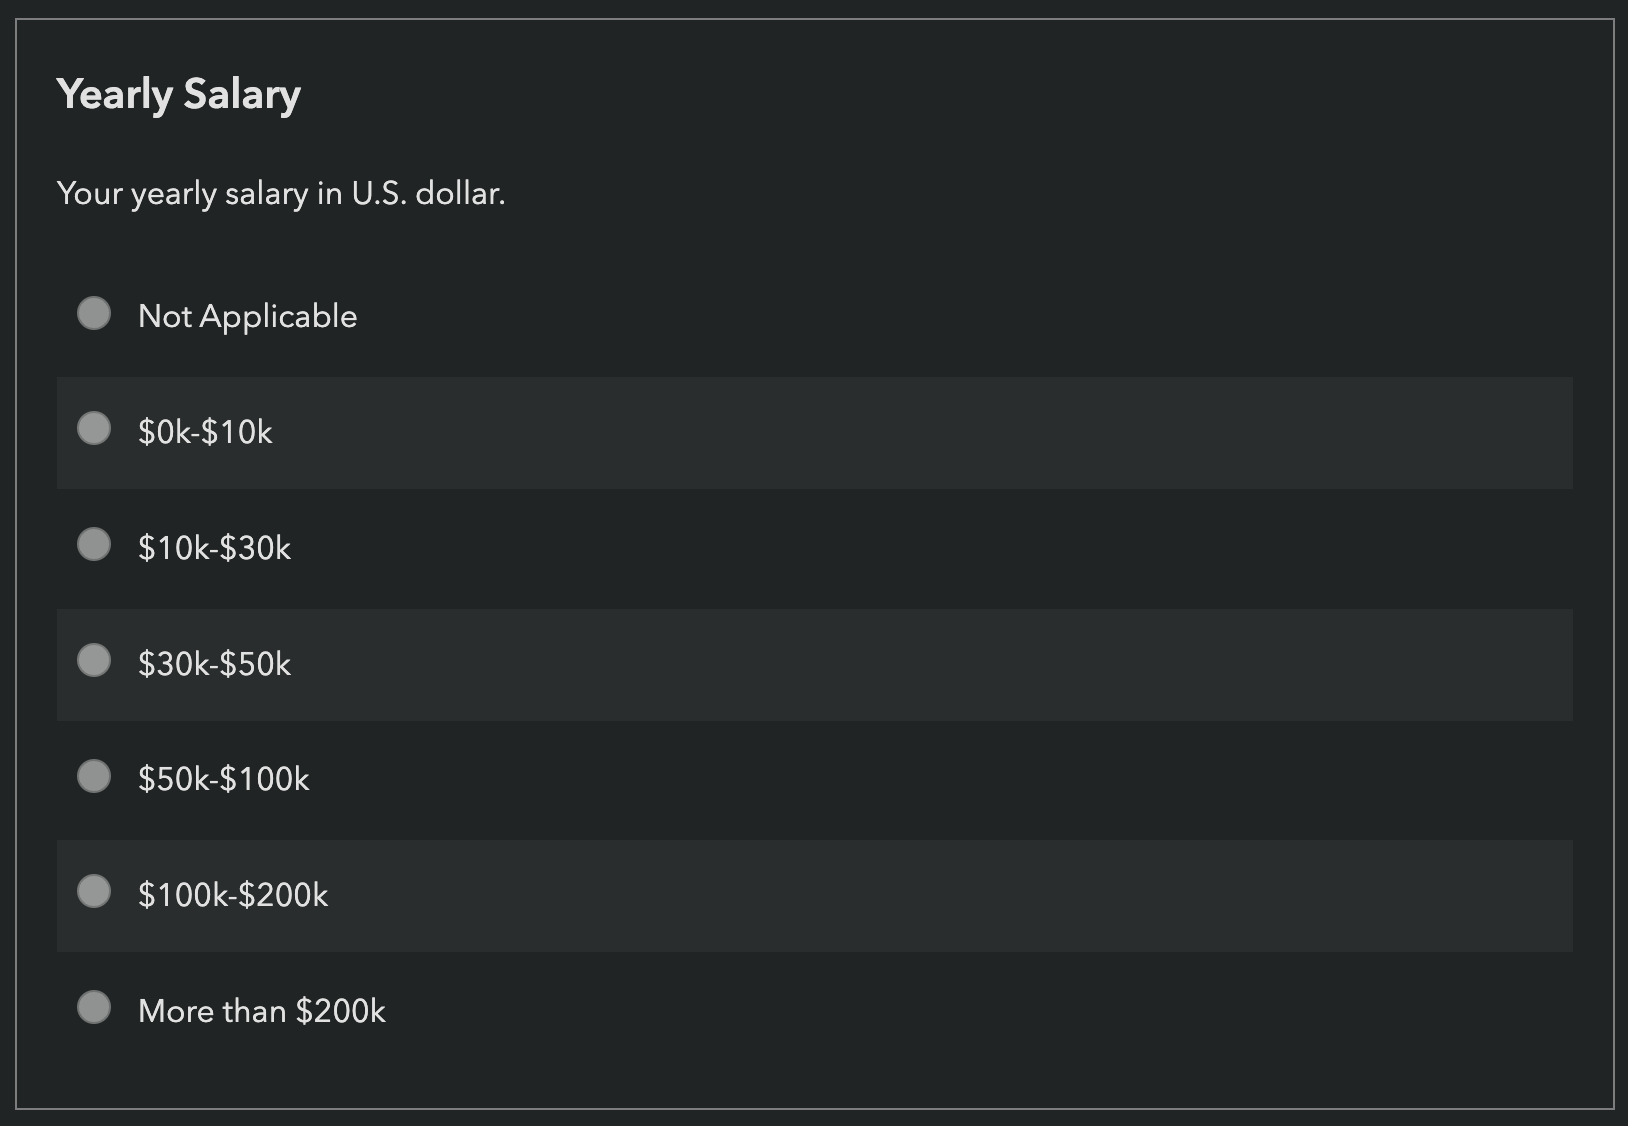 Yearly Salary
Your yearly salary in U.S. dollar.
Not Applicable
$0k-$10k
$10k-$30k
$30k-$50k
$50k-$100k
$100k-$200k
More than $200k